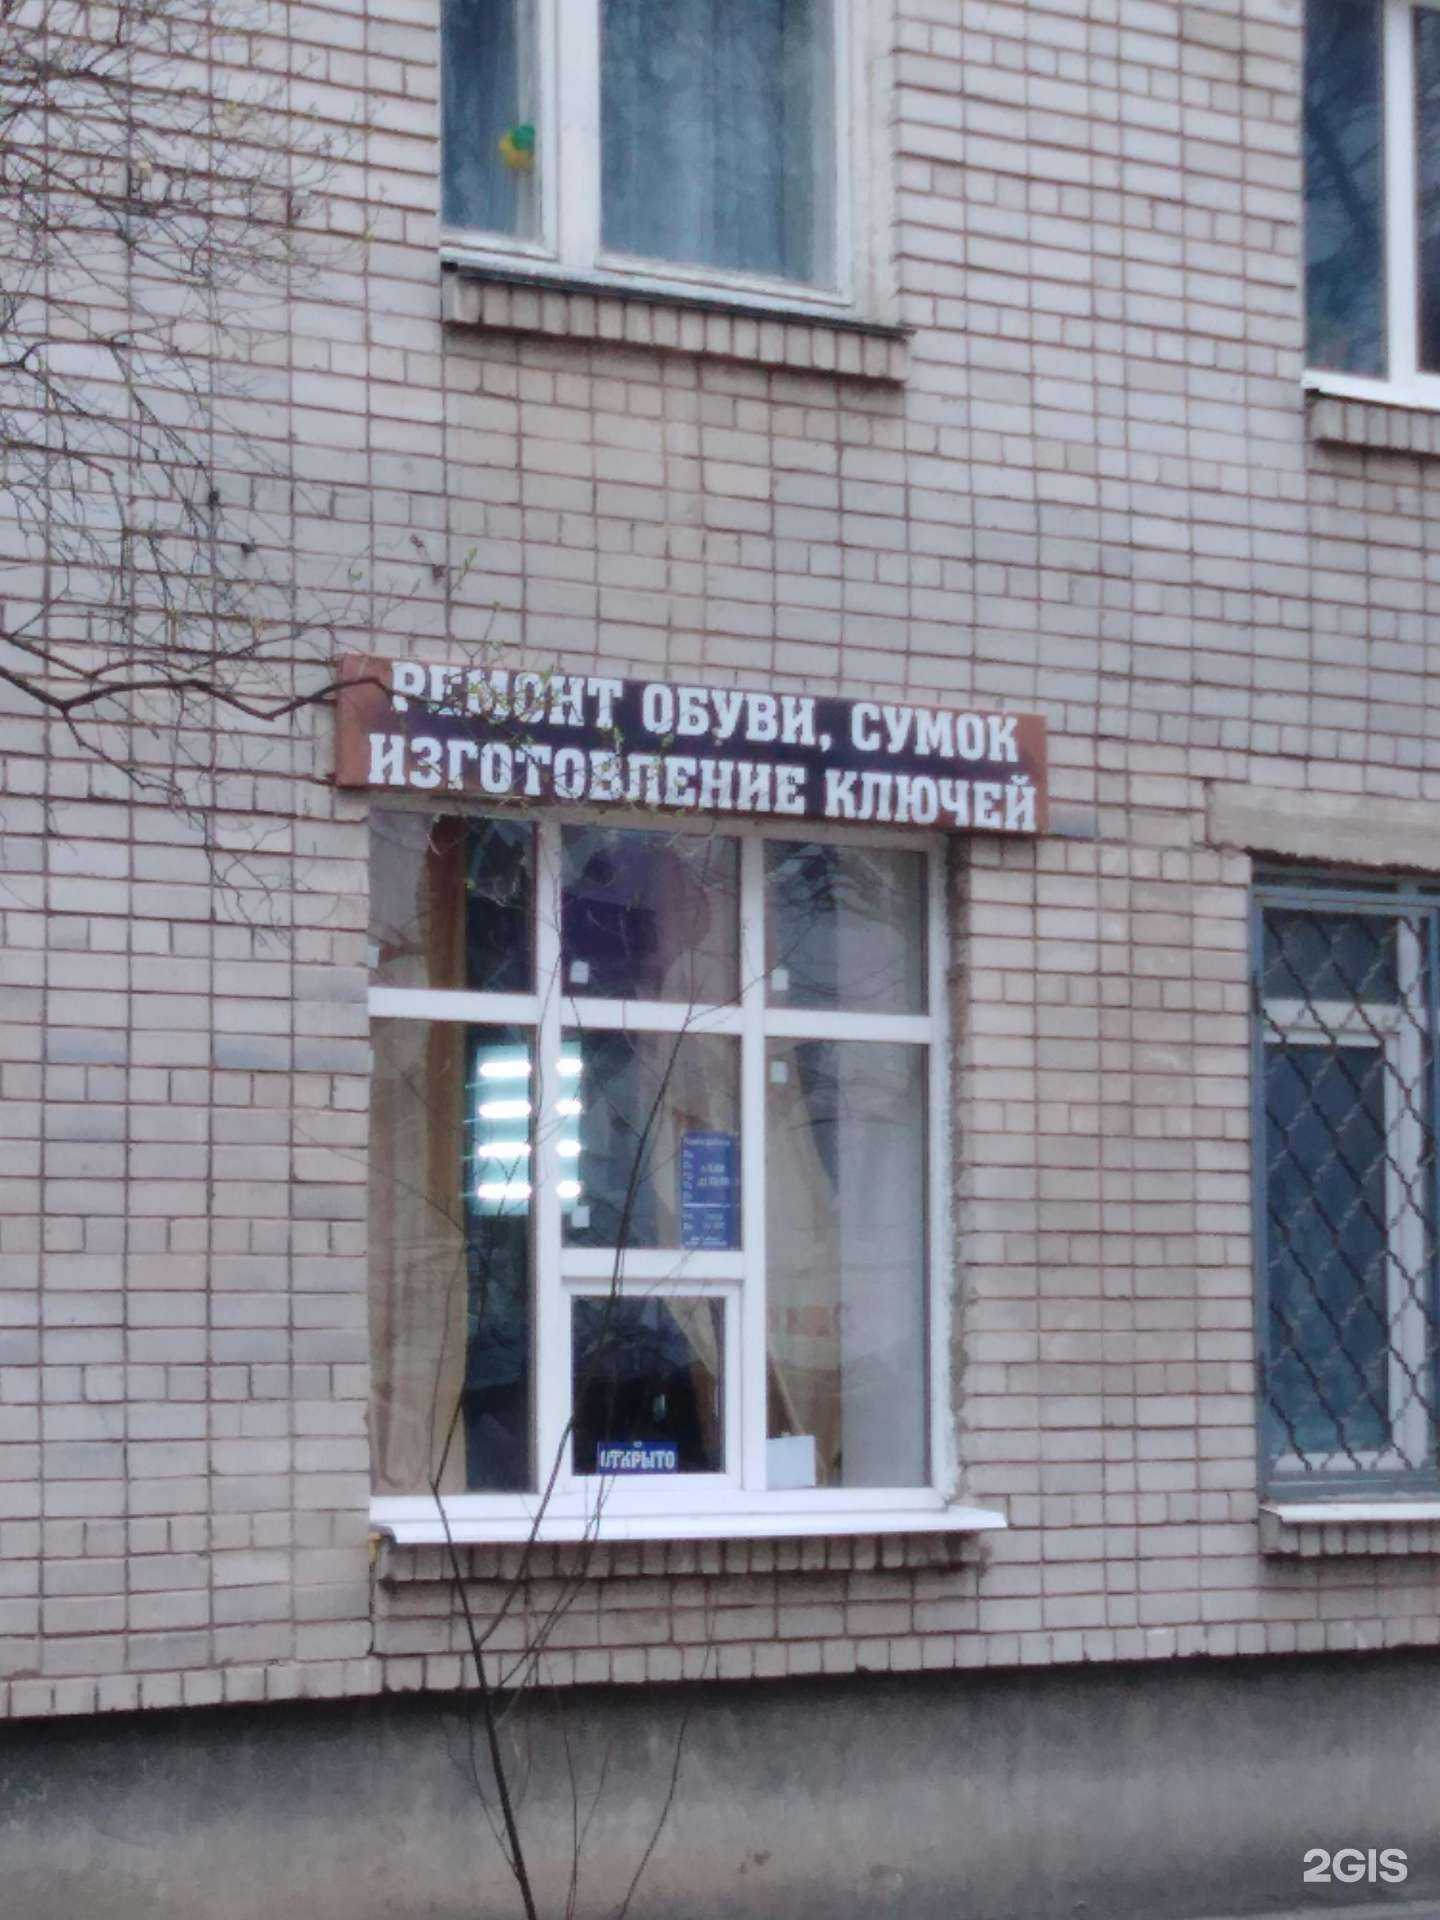 РЕМОНТ ОБУВИ, СУМОК
ИЗГОТОВЛЕНИЕ КЛЮЧЕЙ
ОТКРЫТО
2GIS